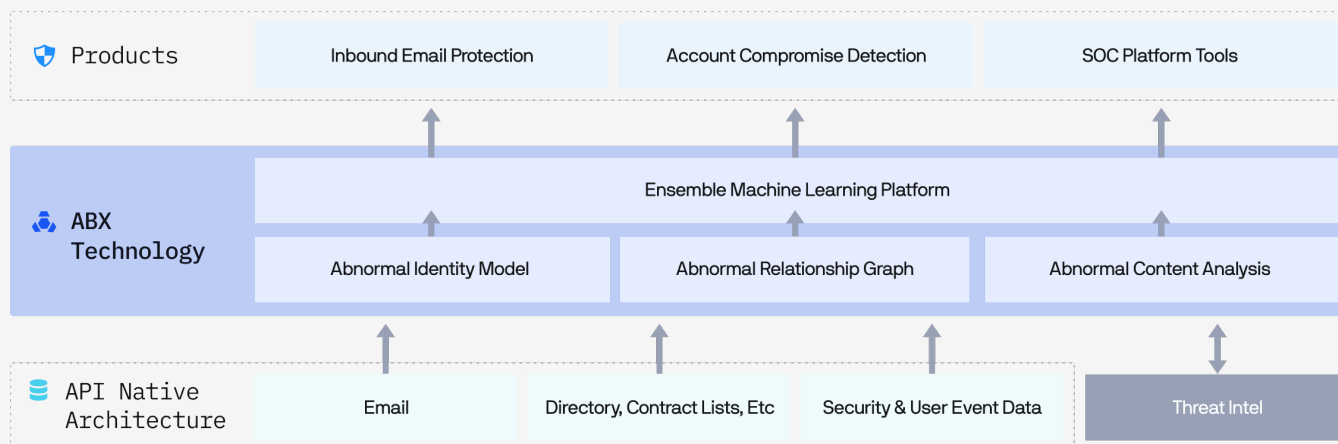 Products
Inbound Email Protection
Account Compromise Detection
SOC Platform Tools
ABX
Technology
Ensemble Machine Learning Platform
Abnormal Identity Model
Abnormal Relationship Graph
Abnormal Content Analysis
API Native
Architecture
Email
Directory, Contract Lists, Etc
Security & User Event Data
Threat Intel